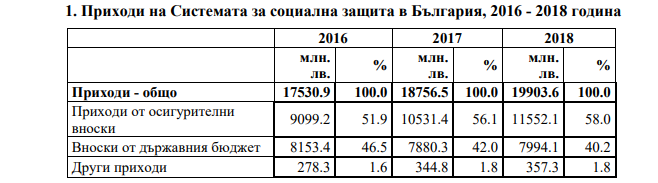 1. Приходи на Системата за социална защита в България, 2016 - 2018 година
2016 2017 2018
млн. лв. % млн. лв. % млн. лв. %
Приходи - общо 17530.9 100.0 18756.5 100.0 19903.6 100.0
Приходи от осигурителни вноски 9099.2 51.9 10531.4 56.1 11552.1 58.0
Вноски от държавния бюджет 8153.4 46.5 7880.3 42.0 7994.1 40.2
Други приходи 278.3 1.6 344.8 1.8 357.3 1.8